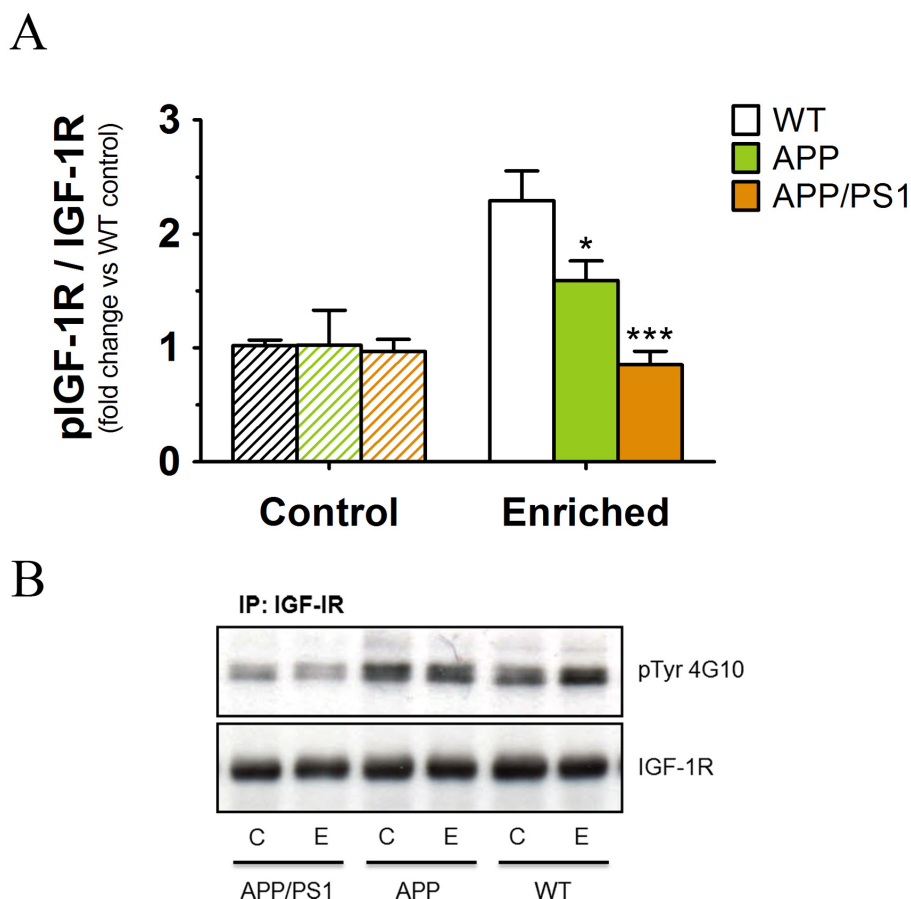 A
pIGF-1R / IGF-1R
(fold change vs WT control)
3
2
1
0
WT
APP
APP/PS1
*
***
Control
Enriched
B
IP: IGF-IR
pTyr 4G10
IGF-1R
C E C E C E
APP/PS1 APP WT